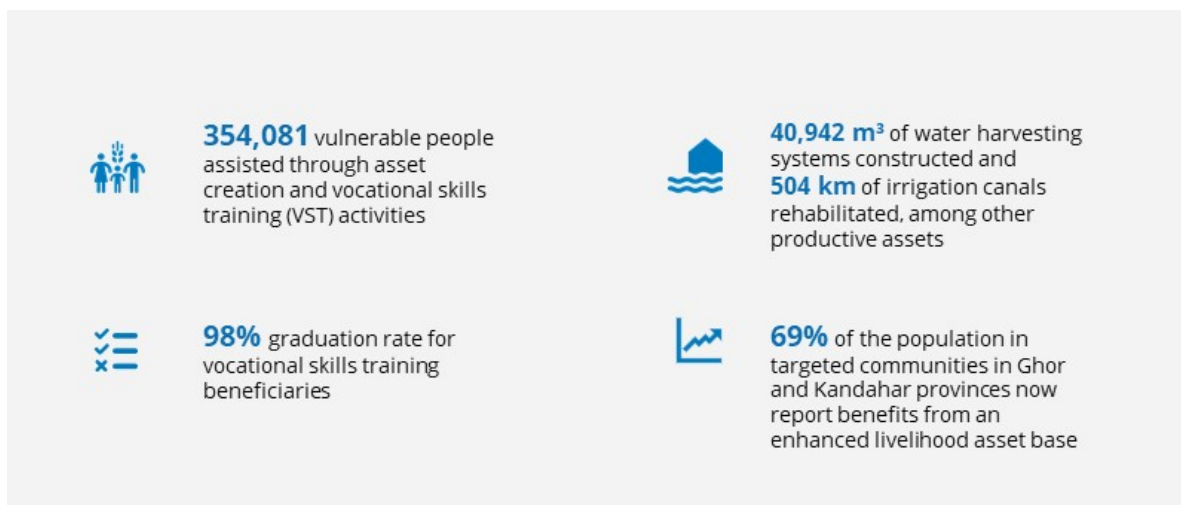 354,081 vulnerable people
assisted through asset
creation and vocational skills
training (VST) activities
40,942 m³ of water harvesting
systems constructed and
504 km of irrigation canals
rehabilitated, among other
productive assets
98% graduation rate for
vocational skills training
beneficiaries
69% of the population in
targeted communities in Ghor
and Kandahar provinces now
report benefits from an
enhanced livelihood asset base